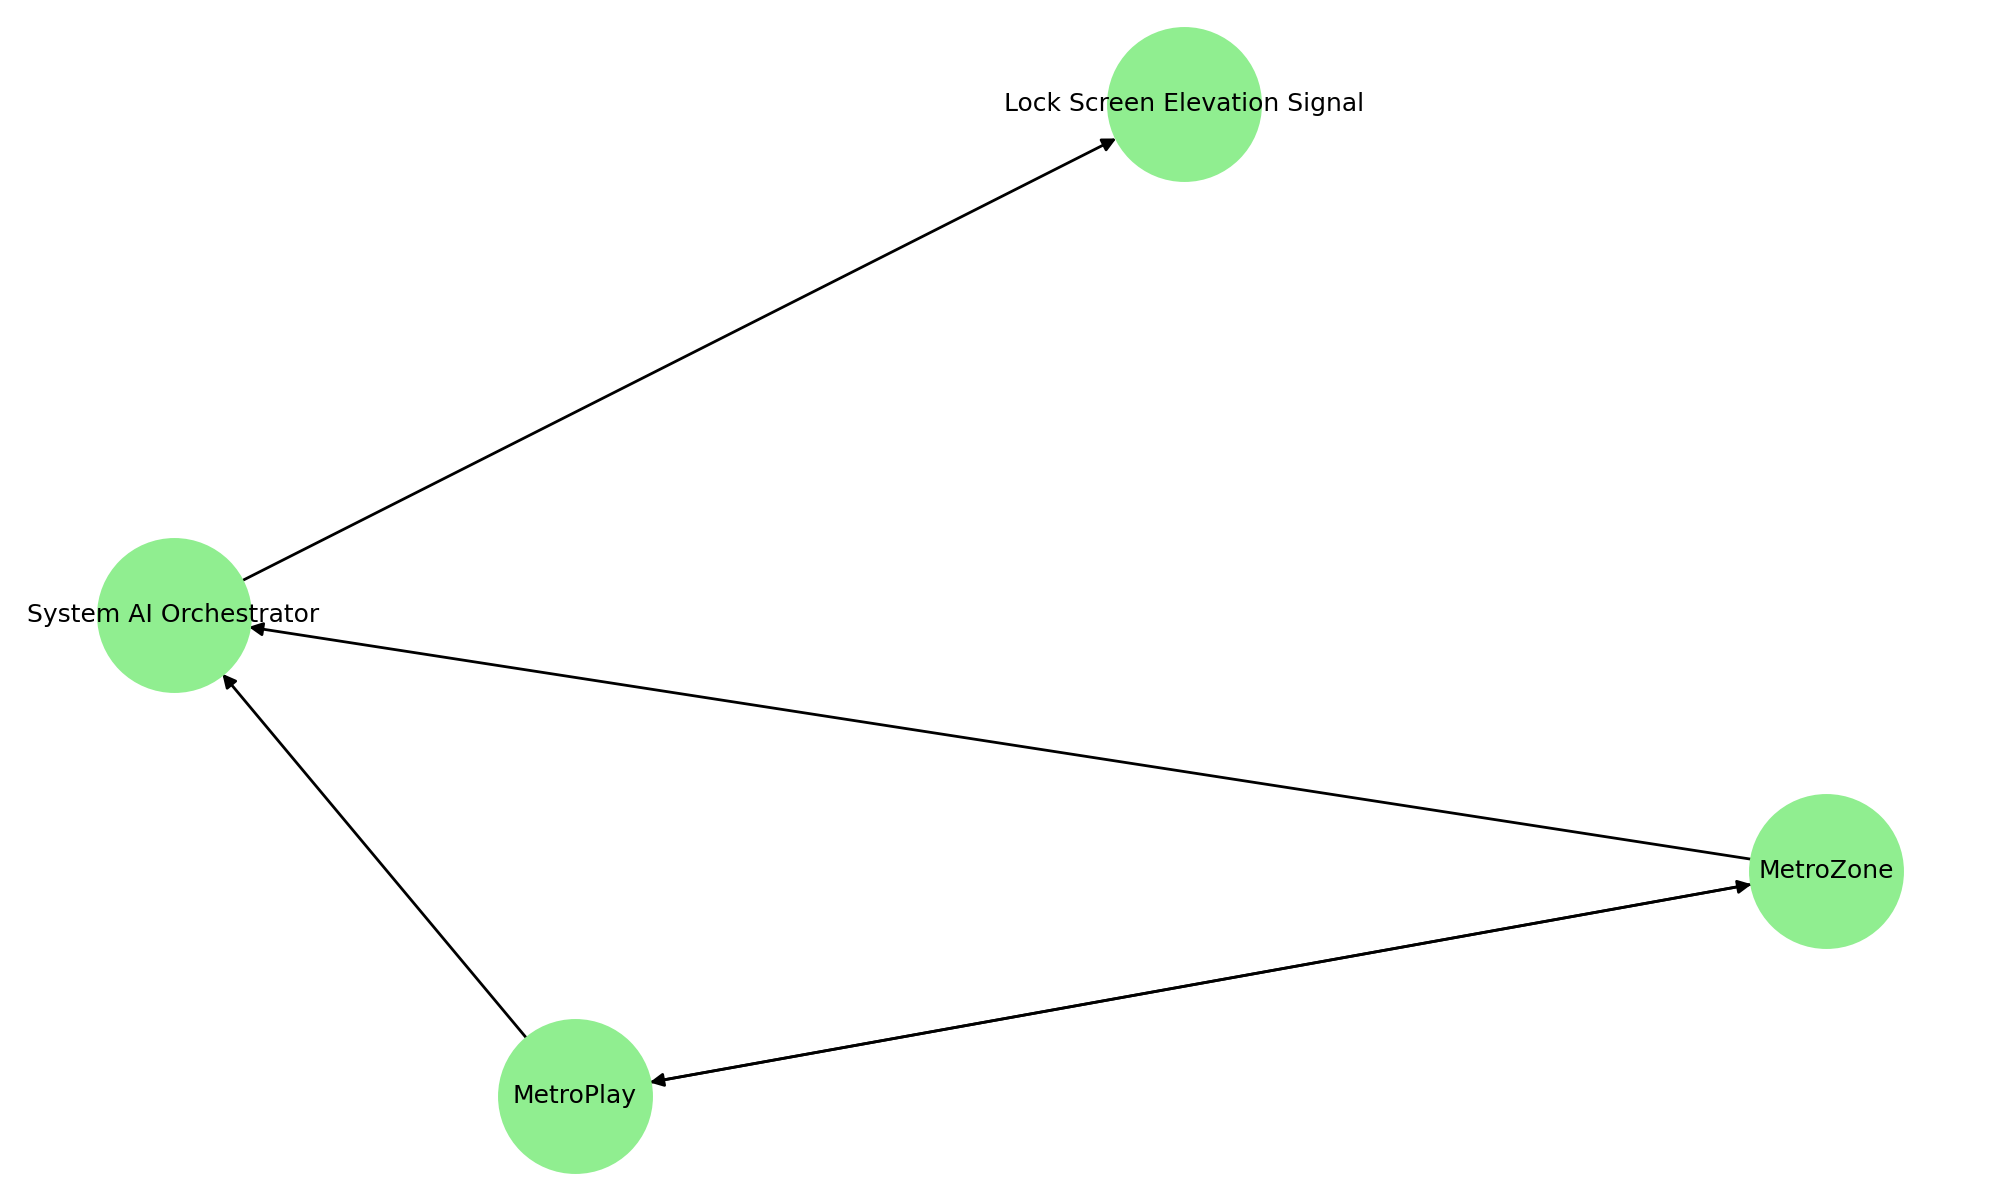 Lock Screen Elevation Signal
System AI Orchestrator
MetroZone
MetroPlay